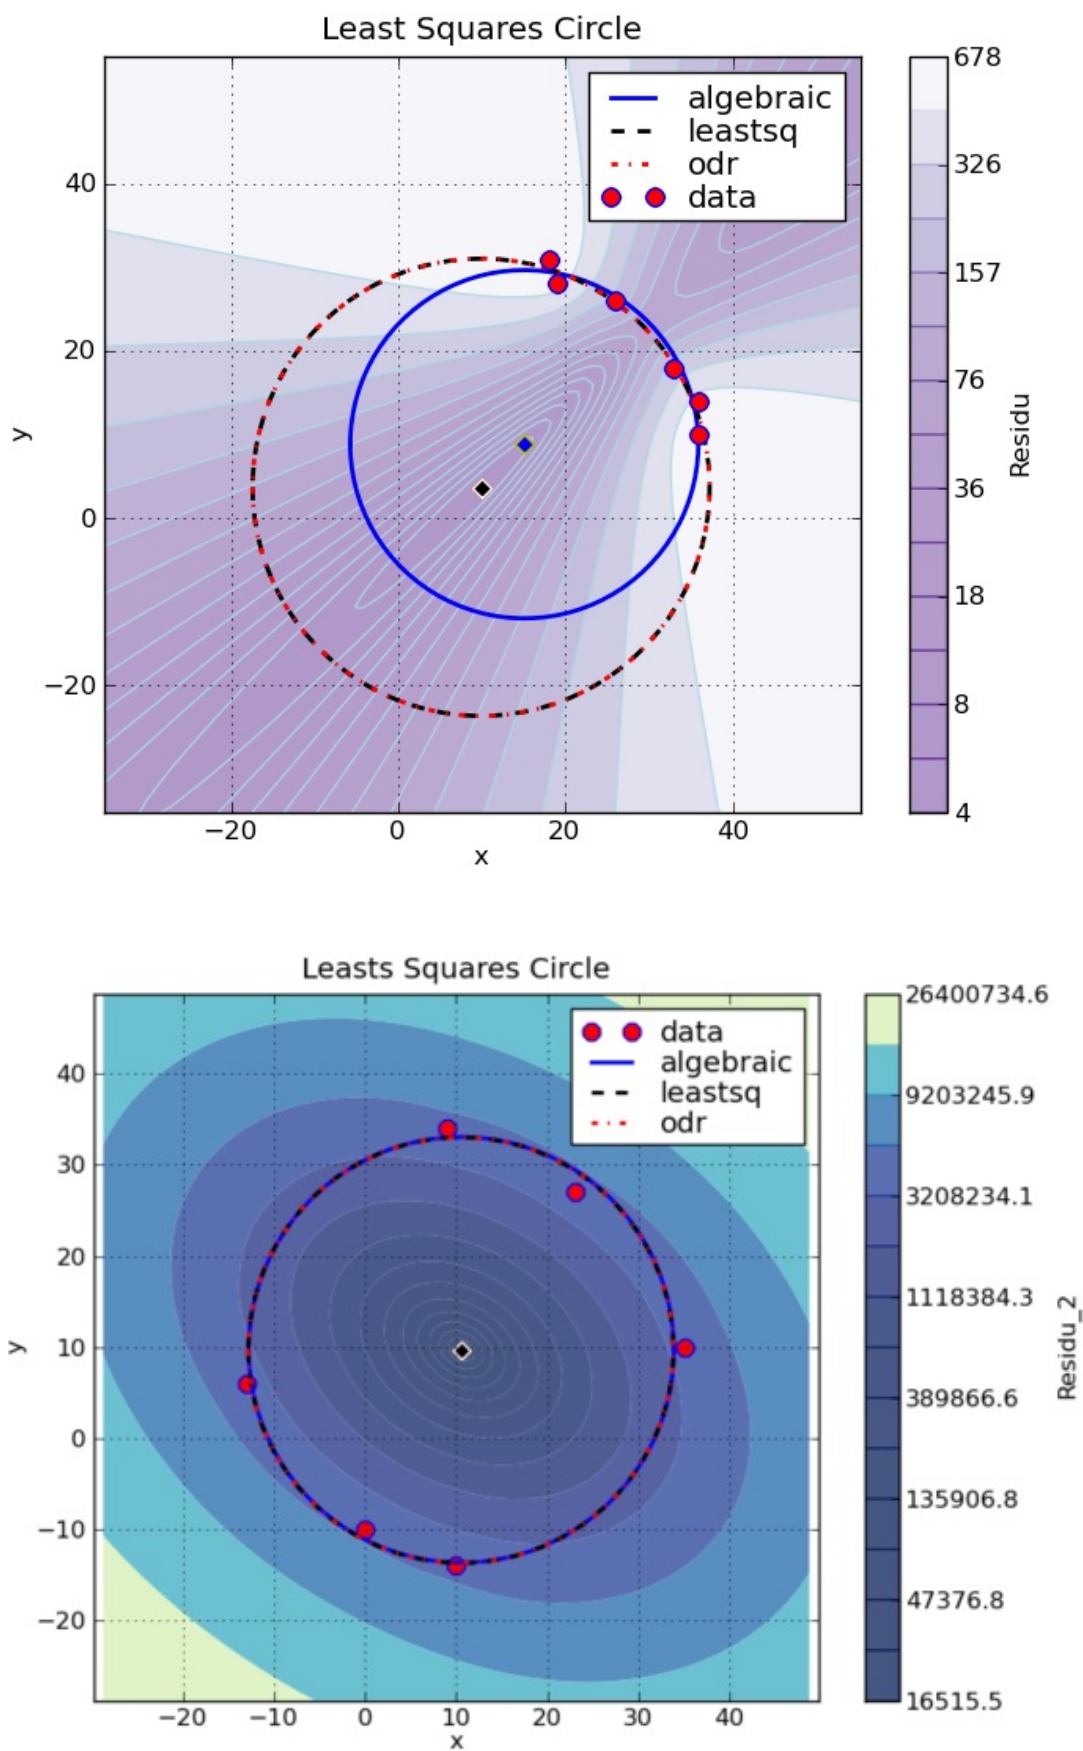 Least Squares Circle
algebraic
leastsq
odr
data
40
20
0
−20
y
−20 0 20 40
x
678
326
157
76
36
18
8
4
Residu
Leasts Squares Circle
data
algebraic
leastsq
odr
40
30
20
10
0
−10
−20
y
−20 −10 0 10 20 30 40
x
26400734.6
9203245.9
3208234.1
1118384.3
389866.6
135906.8
47376.8
16515.5
Residu_2